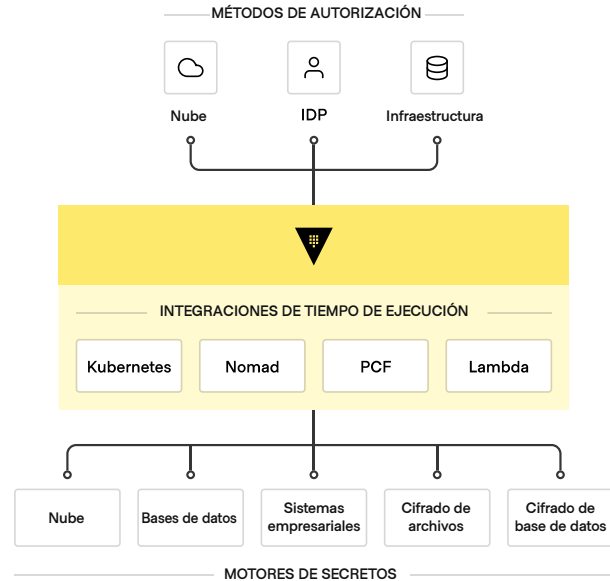 MÉTODOS DE AUTORIZACIÓN
Nube
IDP
Infraestructura
INTEGRACIONES DE TIEMPO DE EJECUCIÓN
Kubernetes
Nomad
PCF
Lambda
Nube
Bases de datos
Sistemas
empresariales
Cifrado de
archivos
Cifrado de
base de datos
MOTORES DE SECRETOS